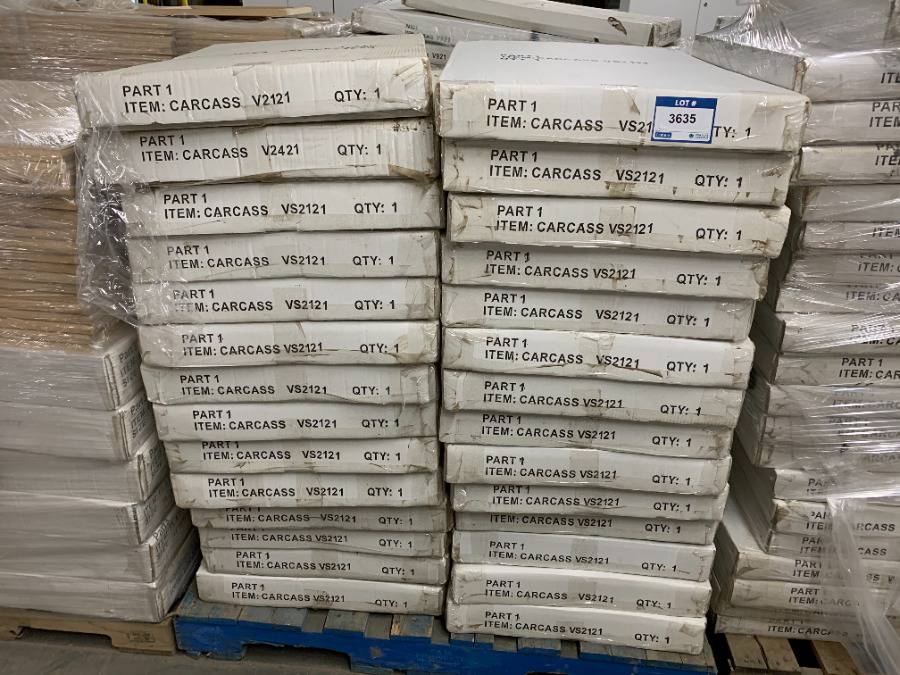 PART 1
ITEM: CARCASS V2121 QTY: 1
PART 1
ITEM: CARCASS V2421 QTY: 1
PART 1
ITEM: CARCASS VS2121 QTY: 1
PART 1
ITEM: CARCASS VS2121 QTY: 1
PART 1
ITEM: CARCASS VS2121 QTY: 1
PART 1
ITEM: CARCASS VS2121 QTY: 1
PART 1
ITEM: CARCASS VS2121 QTY: 1
PART 1
ITEM: CARCASS VS2121 QTY: 1
PART 1
ITEM: CARCASS VS2121 QTY: 1
PART 1
ITEM: CARCASS VS2121 QTY: 1
ITEM: CARCASS VS2121 QTY: 1
PART 1
ITEM: CARCASS VS2121 QTY: 1
PART 1
ITEM: CARCASS VS2121 QTY: 1
PART 1
ITEM: CARCASS VS2121 QTY: 1
PART 1
ITEM: CARCASS VS21 TY: 1
LOT #
3635
PART 1
ITEM: CARCASS VS2121 QTY: 1
PART 1
ITEM: CARCASS VS2121 QTY: 1
PART 1
ITEM: CARCASS VS2121 QTY: 1
PART 1
ITEM: CARCASS VS2121 QTY: 1
PART 1
ITEM: CARCASS VS2121 QTY: 1
PART 1
ITEM: CARCASS VS2121 QTY: 1
PART 1
ITEM: CARCASS VS2121 QTY: 1
PART 1
ITEM: CARCASS VS2121 QTY: 1
PART 1
ITEM: CARCASS VS2121 QTY: 1
ITEM: CARCASS VS2121 QTY: 1
PART 1
ITEM: CARCASS VS2121 QTY: 1
PART 1
ITEM: CARCASS VS2121 QTY: 1
PART 1
ITEM: CARCASS VS2121 QTY: 1